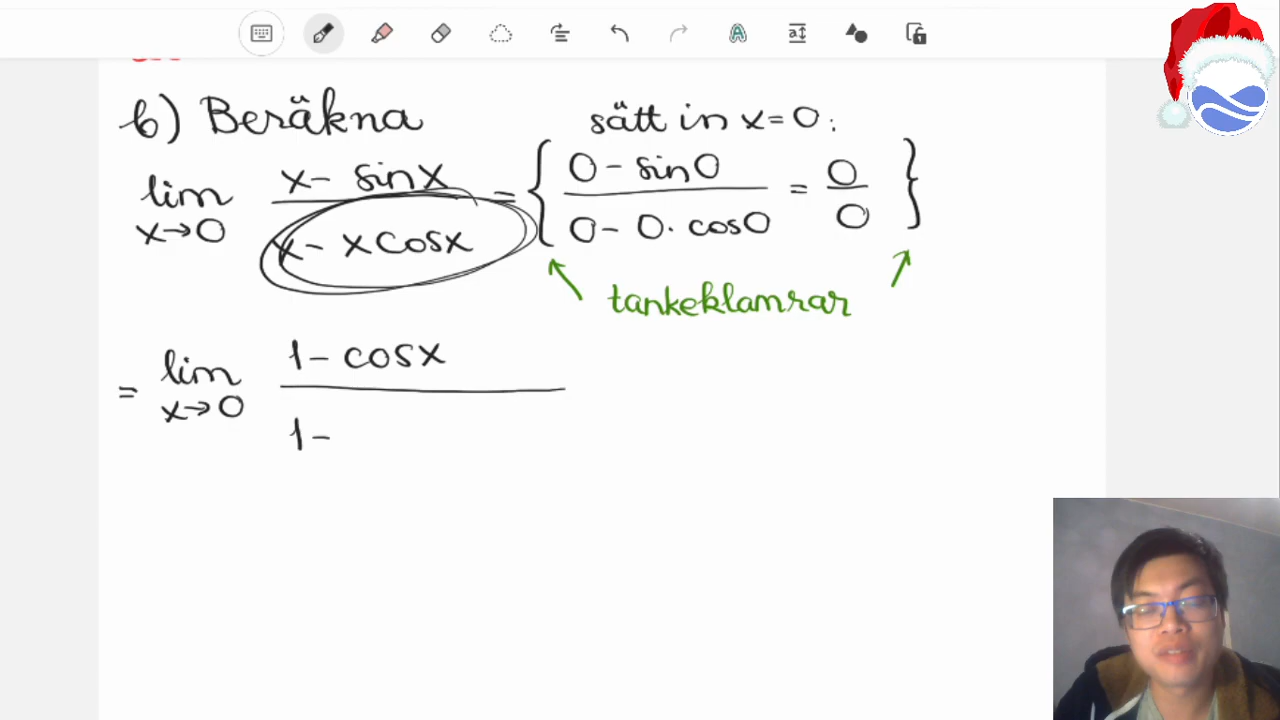 b) Beräkna
sätt in x=0:
lim x→0 (x - sinx)/(x - xcosx) = { (0 - sin0)/(0 - 0·cos0) = 0/0 }
tankeklamrar
= lim x→0 (1 - cosx)/(1 -